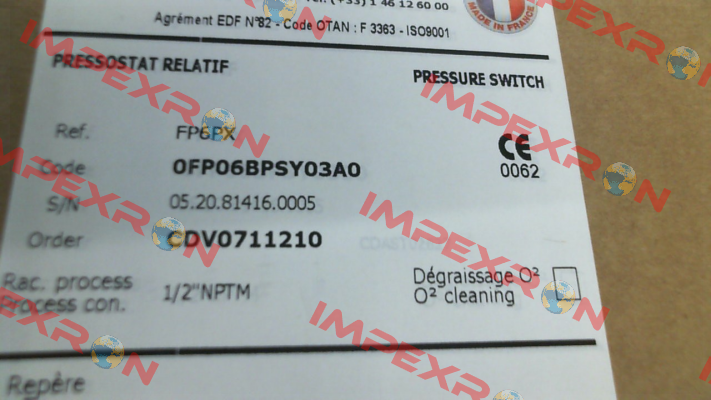 Tel. (+33) 1 46 12 60 00
MADE IN FRANCE
Agrément EDF N°82 - Code OTAN : F 3363 - ISO9001
PRESSOSTAT RELATIF
PRESSURE SWITCH
Ref. FP6PX
CE
Code 0FP06BPSY03A0
0062
S/N 05.20.81416.0005
Order CDV0711210
Rac. process
Process con. 1/2"NPTM
Dégraissage O²
O² cleaning
Repère
IMPEXRON
IMPEXRON
IMPEXRON
IMPEXRON
IMPEXRON